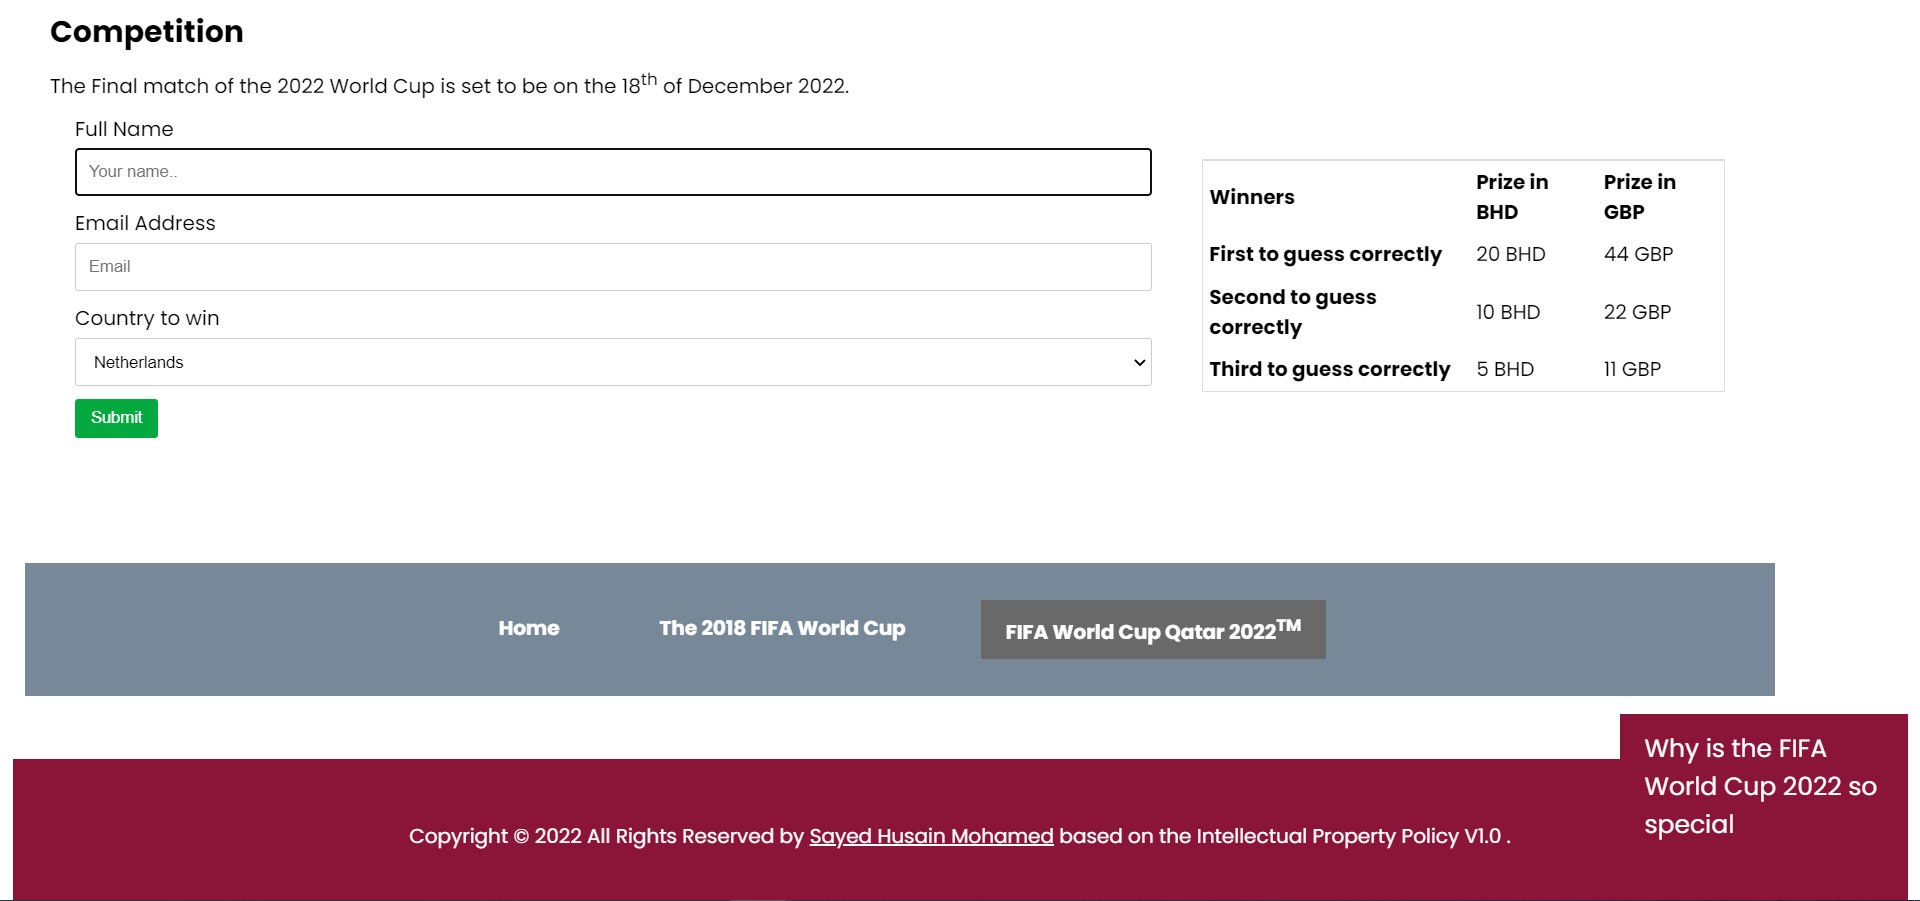 Competition
The Final match of the 2022 World Cup is set to be on the 18th of December 2022.
Full Name
Your name..
Email Address
Email
Country to win
Netherlands
Submit
Winners Prize in BHD Prize in GBP
First to guess correctly 20 BHD 44 GBP
Second to guess correctly 10 BHD 22 GBP
Third to guess correctly 5 BHD 11 GBP
Home The 2018 FIFA World Cup FIFA World Cup Qatar 2022TM
Why is the FIFA
World Cup 2022 so
special
Copyright © 2022 All Rights Reserved by Sayed Husain Mohamed based on the Intellectual Property Policy V1.0 .